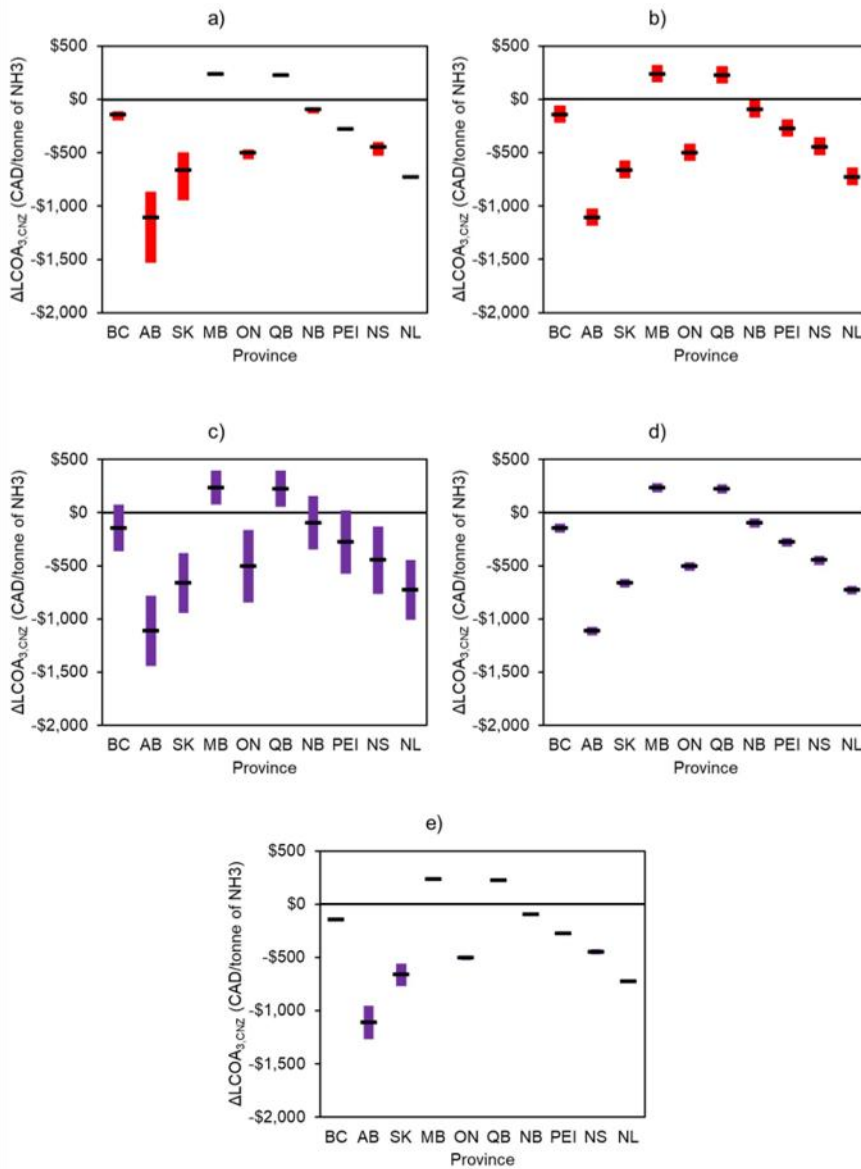 a)
$500
$0
-$500
-$1,000
-$1,500
-$2,000
ΔLCOA3,CNZ (CAD/tonne of NH3)
BC AB SK MB ON QB NB PEI NS NL
Province
b)
$500
$0
-$500
-$1,000
-$1,500
-$2,000
ΔLCOA3,CNZ (CAD/tonne of NH3)
BC AB SK MB ON QB NB PEI NS NL
Province
c)
$500
$0
-$500
-$1,000
-$1,500
-$2,000
ΔLCOA3,CNZ (CAD/tonne of NH3)
BC AB SK MB ON QB NB PEI NS NL
Province
d)
$500
$0
-$500
-$1,000
-$1,500
-$2,000
ΔLCOA3,CNZ (CAD/tonne of NH3)
BC AB SK MB ON QB NB PEI NS NL
Province
e)
$500
$0
-$500
-$1,000
-$1,500
-$2,000
ΔLCOA3,CNZ (CAD/tonne of NH3)
BC AB SK MB ON QB NB PEI NS NL
Province